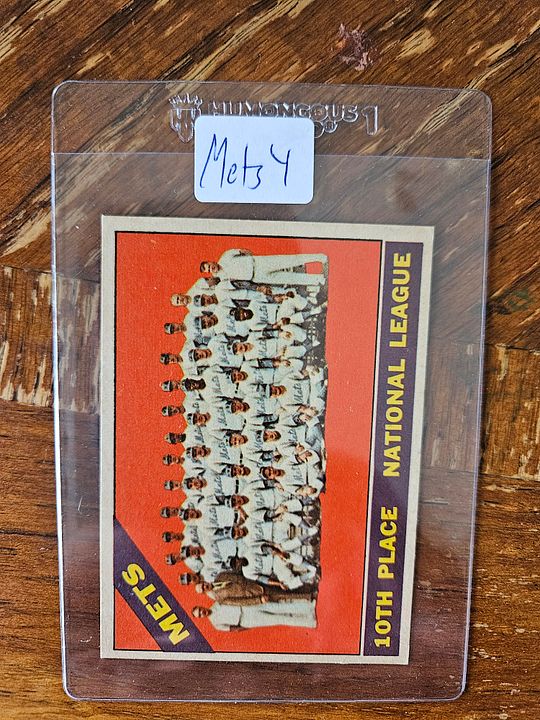 HUMONGOUS
Mets 4
METS
10TH PLACE NATIONAL LEAGUE